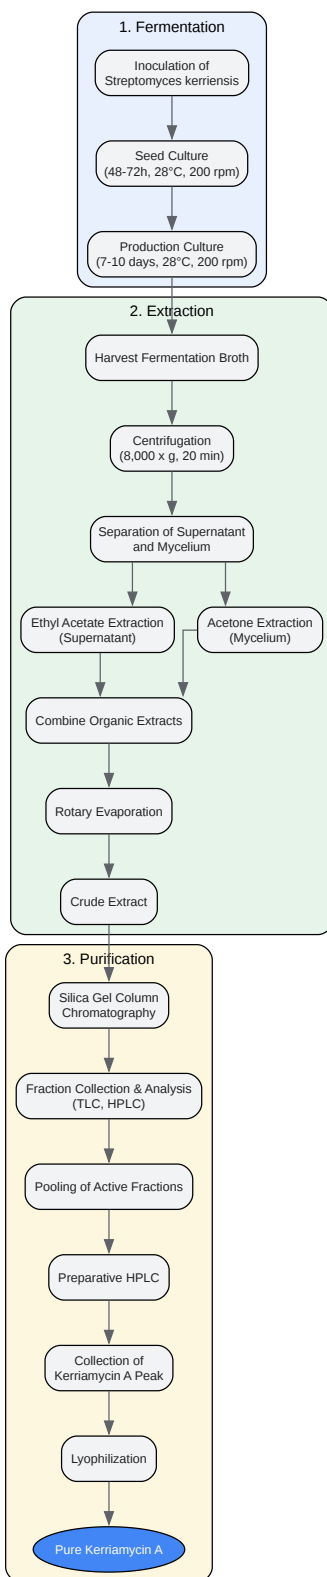 1. Fermentation
Inoculation of
Streptomyces kerriensis
Seed Culture
(48-72h, 28°C, 200 rpm)
Production Culture
(7-10 days, 28°C, 200 rpm)
2. Extraction
Harvest Fermentation Broth
Centrifugation
(8,000 x g, 20 min)
Separation of Supernatant
and Mycelium
Ethyl Acetate Extraction
(Supernatant)
Acetone Extraction
(Mycelium)
Combine Organic Extracts
Rotary Evaporation
Crude Extract
3. Purification
Silica Gel Column
Chromatography
Fraction Collection & Analysis
(TLC, HPLC)
Pooling of Active Fractions
Preparative HPLC
Collection of
Kerriamycin A Peak
Lyophilization
Pure Kerriamycin A